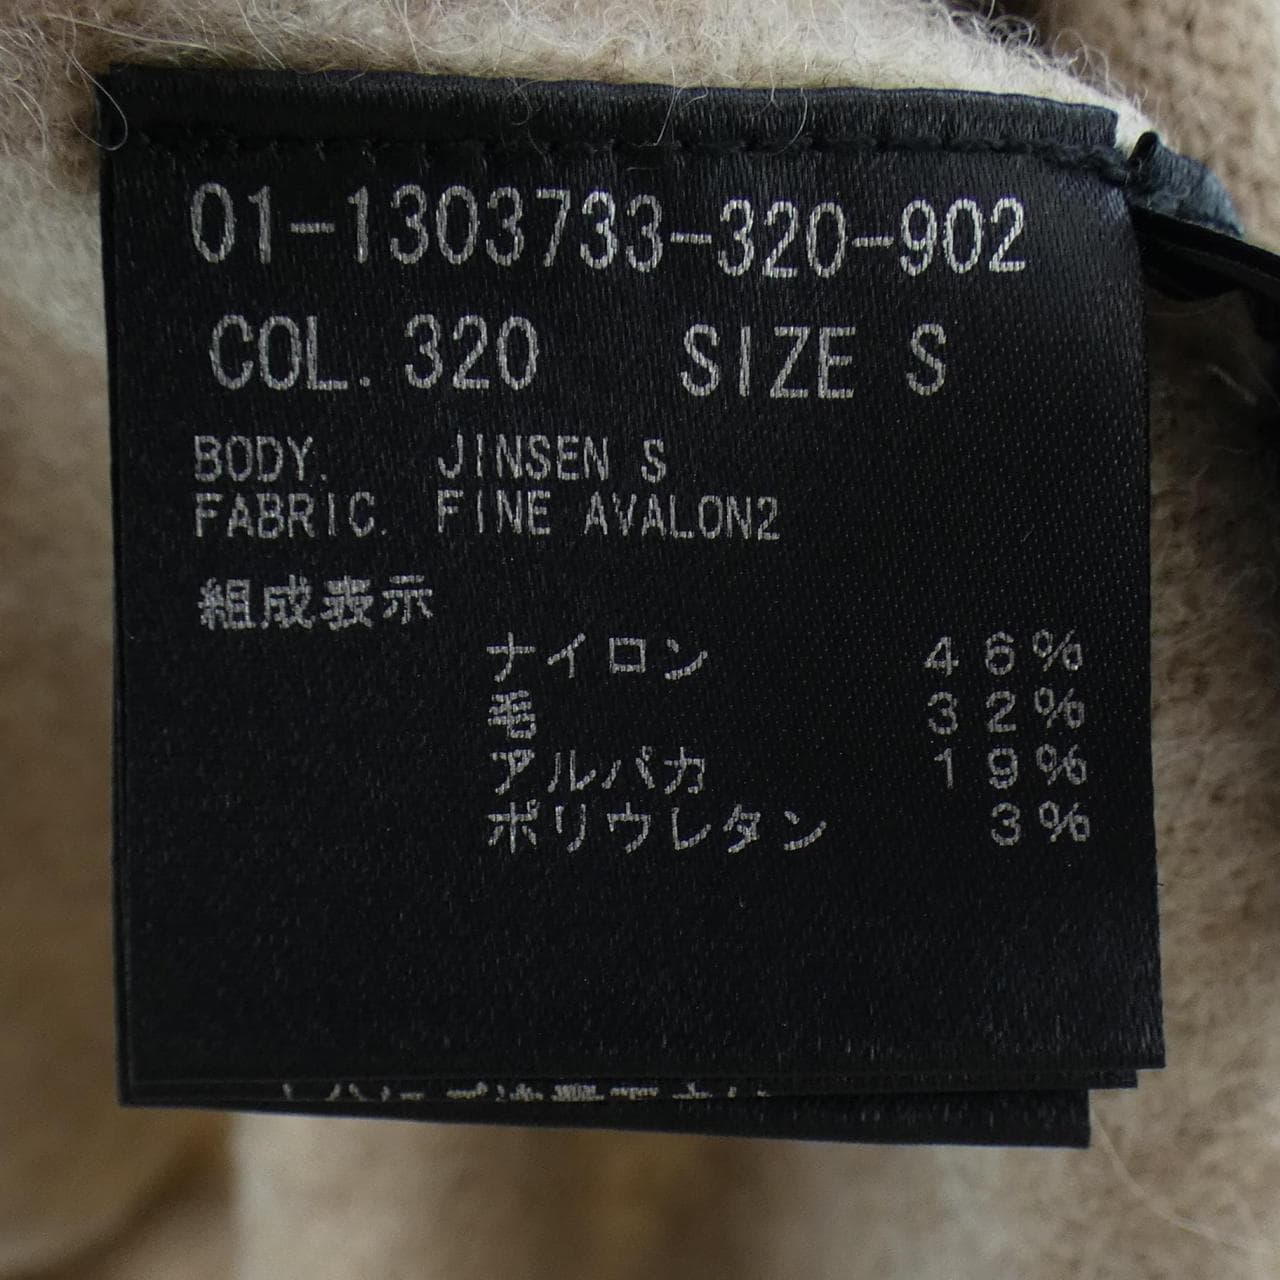 01-1303733-320-902
COL. 320 SIZE S
BODY. JINSEN S
FABRIC. FINE AVALON2
組成表示
ナイロン 46%
毛 32%
アルパカ 19%
ポリウレタン 3%